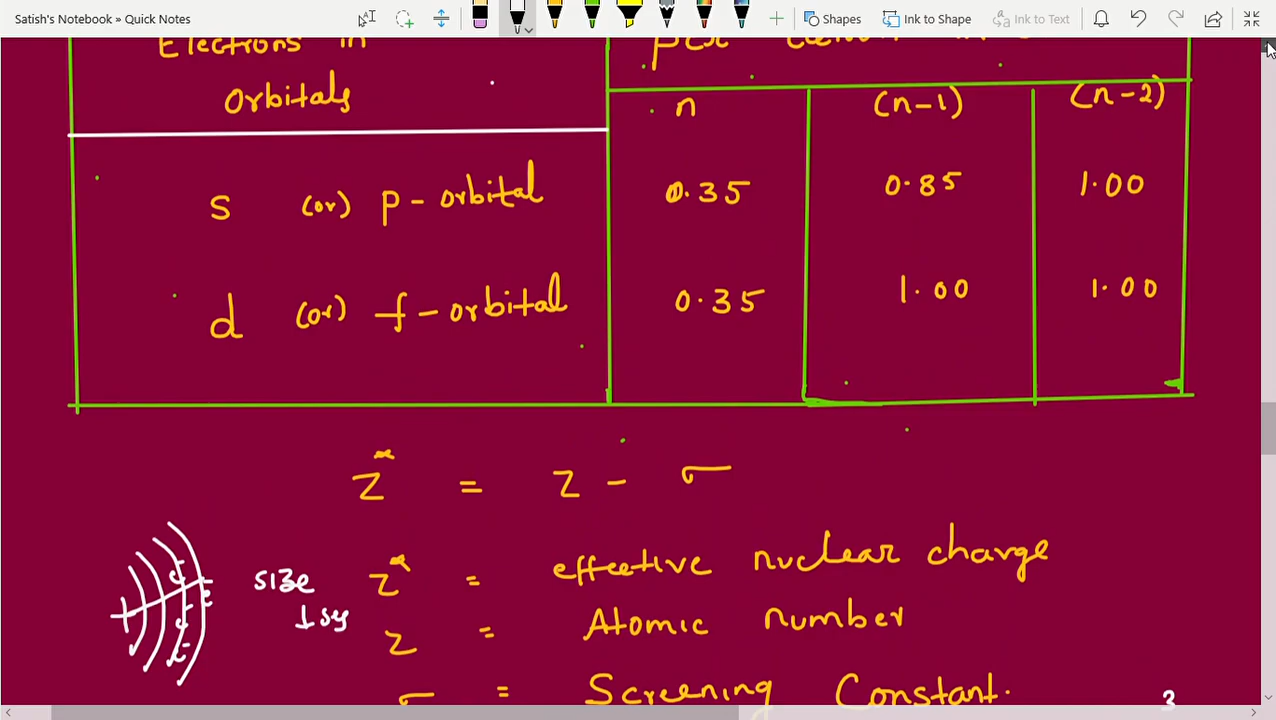 Satish's Notebook » Quick Notes
Shapes
Ink to Shape
Ink to Text
Electrons in
Orbitals
per
n (n-1) (n-2)
s (or) p - orbital 0.35 0.85 1.00
d (or) f - orbital 0.35 1.00 1.00
Z* = Z - σ
size Z* = effective nuclear charge
Z = Atomic number
σ = Screening Constant.
3